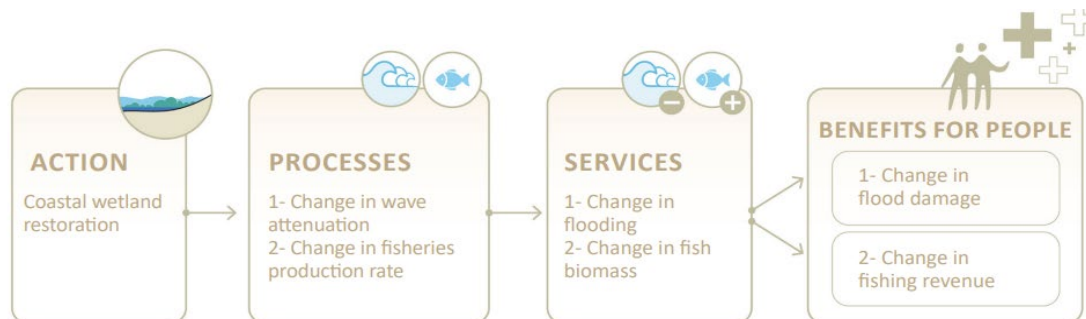 ACTION
Coastal wetland
restoration
PROCESSES
1- Change in wave
attenuation
2- Change in fisheries
production rate
SERVICES
1- Change in
flooding
2- Change in fish
biomass
BENEFITS FOR PEOPLE
1- Change in
flood damage
2- Change in
fishing revenue